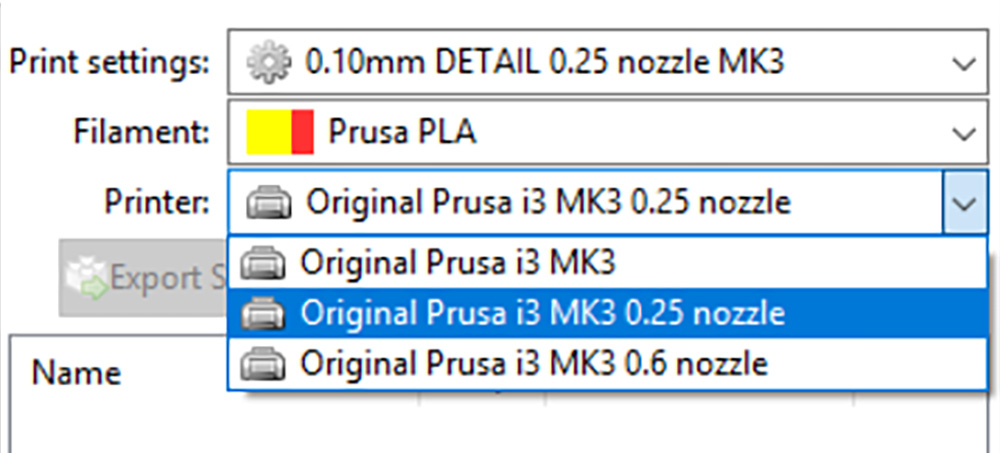 Print settings: 0.10mm DETAIL 0.25 nozzle MK3
Filament: Prusa PLA
Printer: Original Prusa i3 MK3 0.25 nozzle
Original Prusa i3 MK3
Export S
Original Prusa i3 MK3 0.25 nozzle
Original Prusa i3 MK3 0.6 nozzle
Name